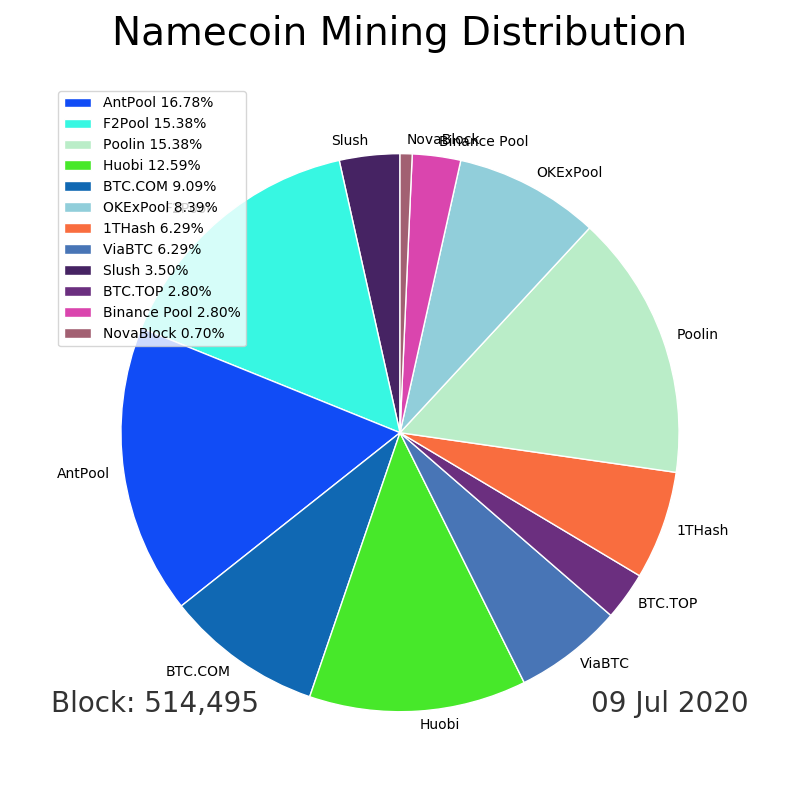 Namecoin Mining Distribution
AntPool 16.78%
F2Pool 15.38%
Poolin 15.38%
Huobi 12.59%
BTC.COM 9.09%
OKExPool 8.39%
1THash 6.29%
ViaBTC 6.29%
Slush 3.50%
BTC.TOP 2.80%
Binance Pool 2.80%
NovaBlock 0.70%
Slush
NovaBlock
Binance Pool
OKExPool
F2Pool
Poolin
AntPool
1THash
BTC.TOP
ViaBTC
BTC.COM
Huobi
Block: 514,495
09 Jul 2020